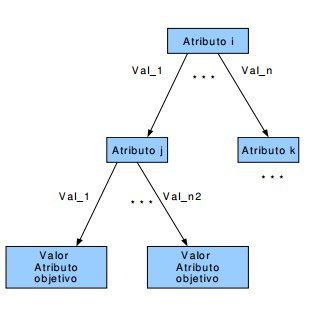 Atributo i
Val_1
* * *
Val_n
Atributo j
Atributo k
* * *
Val_1
* * *
Val_n2
Valor
Atributo
objetivo
Valor
Atributo
objetivo